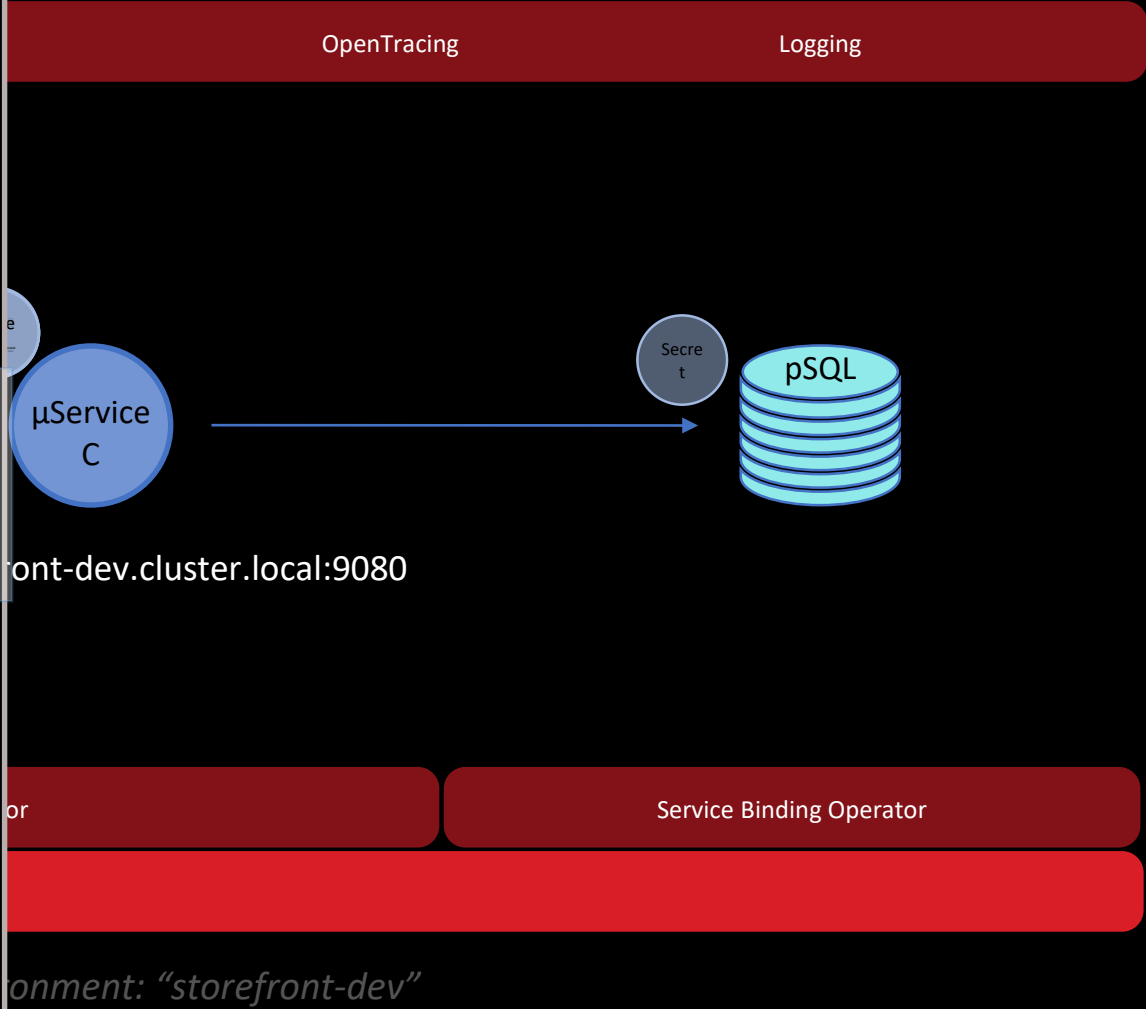 OpenTracing Logging
e
Secre
t
pSQL
µService
C
ront-dev.cluster.local:9080
or
Service Binding Operator
onment: “storefront-dev”